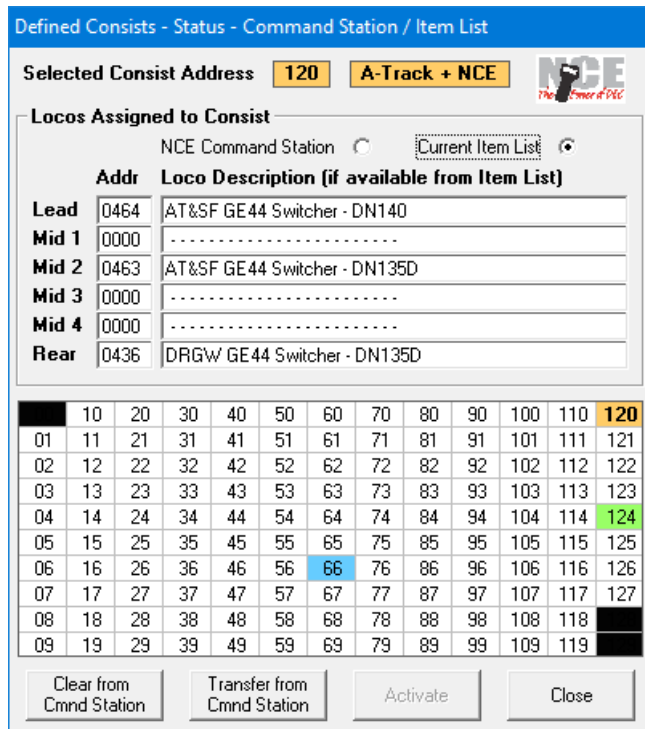 Defined Consists - Status - Command Station / Item List
Selected Consist Address 120 A-Track + NCE
NCE
Locos Assigned to Consist
NCE Command Station Current Item List
Addr Loco Description (if available from Item List)
Lead 0464 AT&SF GE44 Switcher - DN140
Mid 1 0000 - - - - - - - - - - - - - - - - - - - - - - - -
Mid 2 0463 AT&SF GE44 Switcher - DN135D
Mid 3 0000 - - - - - - - - - - - - - - - - - - - - - - - -
Mid 4 0000 - - - - - - - - - - - - - - - - - - - - - - - -
Rear 0436 DRGW GE44 Switcher - DN135D
10 20 30 40 50 60 70 80 90 100 110 120
01 11 21 31 41 51 61 71 81 91 101 111 121
02 12 22 32 42 52 62 72 82 92 102 112 122
03 13 23 33 43 53 63 73 83 93 103 113 123
04 14 24 34 44 54 64 74 84 94 104 114 124
05 15 25 35 45 55 65 75 85 95 105 115 125
06 16 26 36 46 56 66 76 86 96 106 116 126
07 17 27 37 47 57 67 77 87 97 107 117 127
08 18 28 38 48 58 68 78 88 98 108 118
09 19 29 39 49 59 69 79 89 99 109 119
Clear from Cmnd Station Transfer from Cmnd Station Activate Close